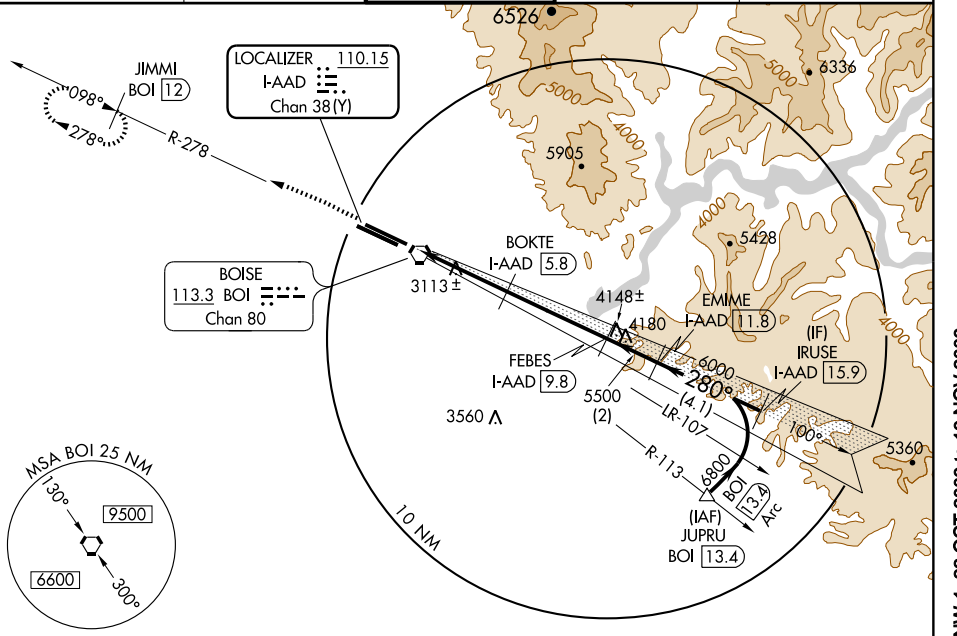 6526
LOCALIZER 110.15
I-AAD
Chan 38 (Y)
JIMMI
BOI 12
098°
278°
R-278
5000
5000
6336
4000
5905
4000
5428
BOKTE
I-AAD 5.8
BOISE
113.3 BOI
Chan 80
3113±
4148±
4180
EMIME
I-AAD 11.8
4000
(IF)
IRUSE
I-AAD 15.9
FEBES
I-AAD 9.8
6000
280°
(4.1)
5500
(2)
LR-107
100°
3560
R-113
5360
6800
BOI
13.4
Arc
(IAF)
JUPRU
BOI 13.4
10 NM
MSA BOI 25 NM
130°
9500
6600
300°